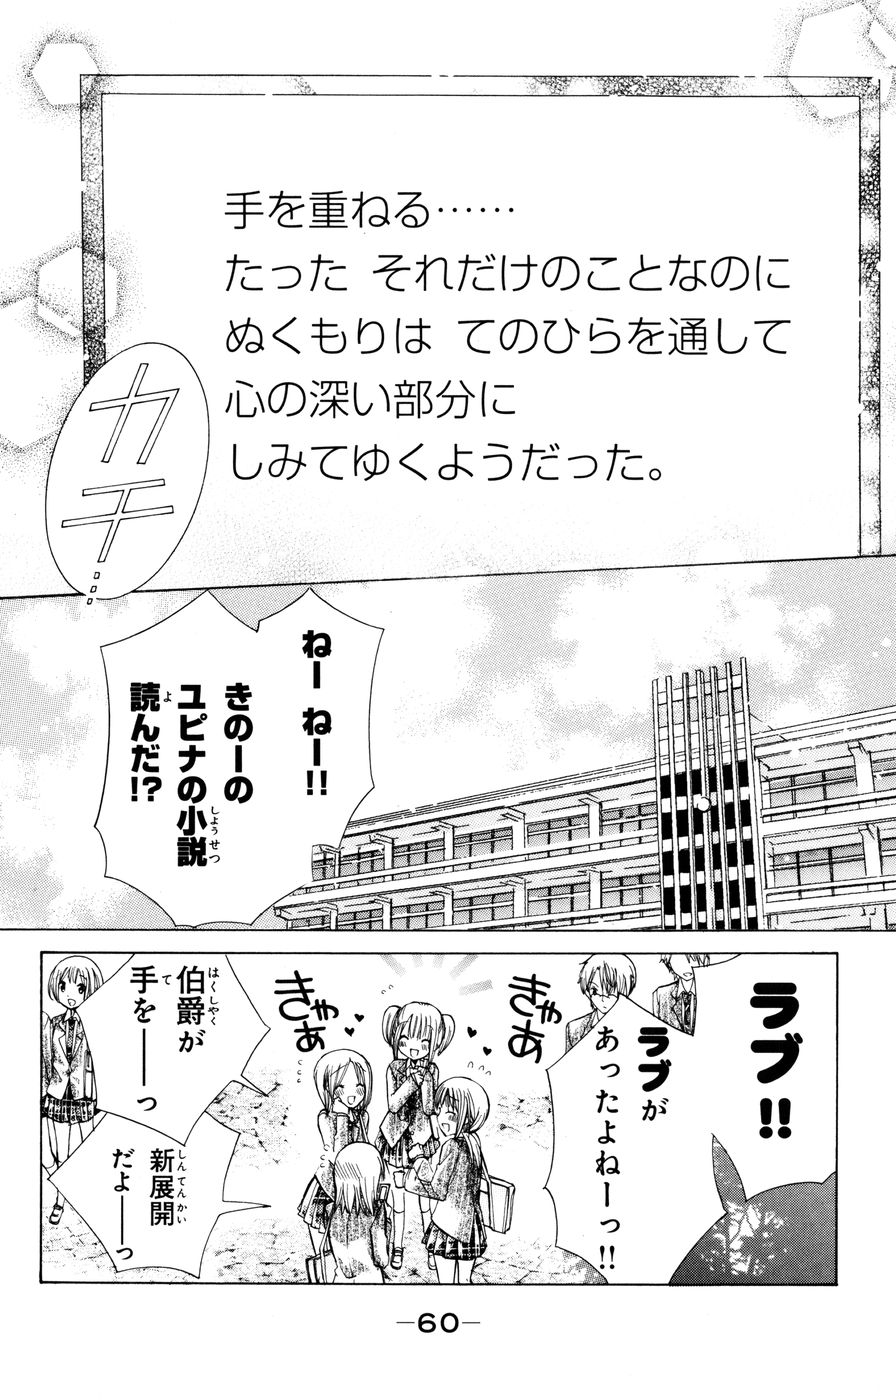 手を重ねる……
たった それだけのことなのに
ぬくもりは てのひらを通して
心の深い部分に
しみてゆくようだった。
カチ…
ねー ねー!!
きのーの
ユピナの小説
読んだ!?
ラブ!!
ラブが
あったよねーっ!!
きゃあ
きゃあ
伯爵が
手を――っ
新展開
だよ――っ
—60—